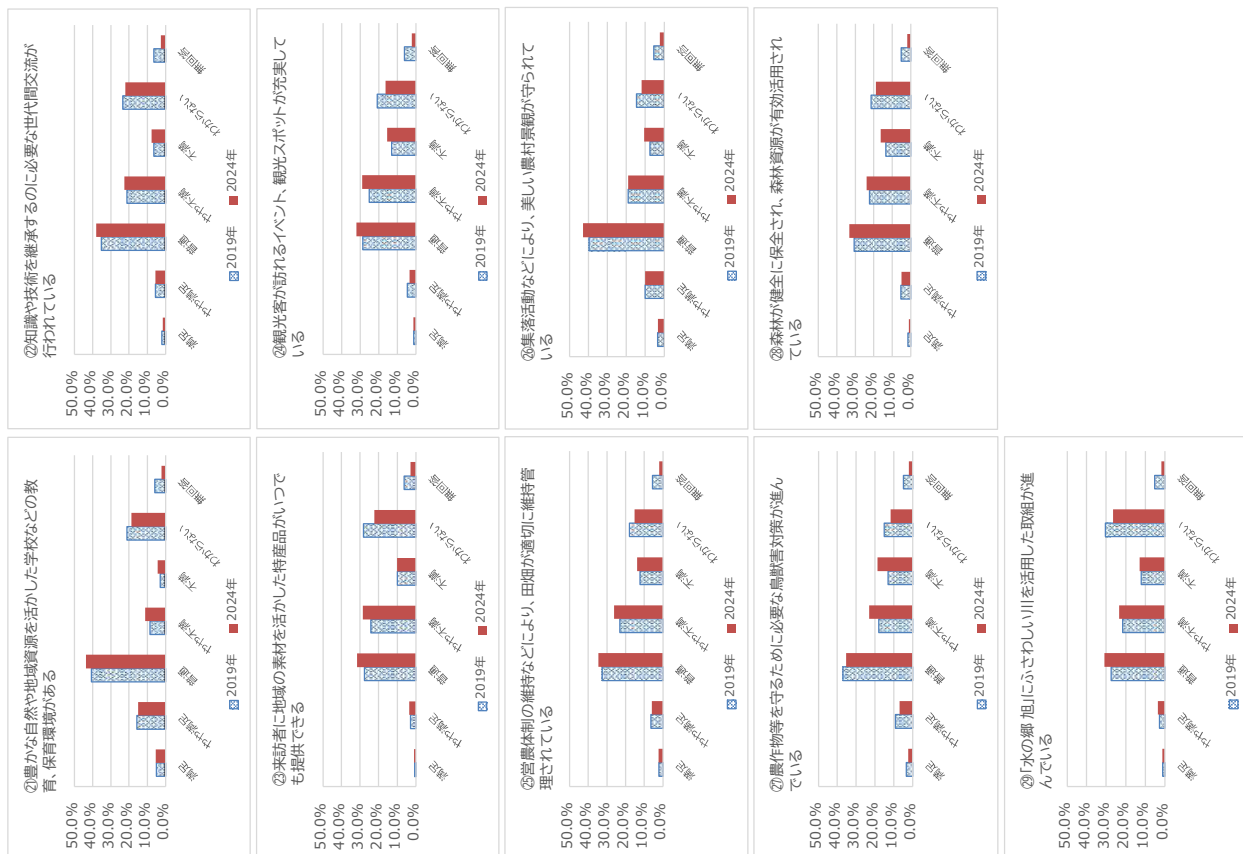 ㉑豊かな自然や地域資源を活かした学校などの教
育、保育環境がある
50.0%
40.0%
30.0%
20.0%
10.0%
0.0%
満足
やや満足
普通
やや不満
不満
わからない
無回答
2019年
2024年
㉒知識や技術を継承するのに必要な世代間交流が
行われている
50.0%
40.0%
30.0%
20.0%
10.0%
0.0%
満足
やや満足
普通
やや不満
不満
わからない
無回答
2019年
2024年
㉓来訪者に地域の素材を活かした特産品がいつで
も提供できる
50.0%
40.0%
30.0%
20.0%
10.0%
0.0%
満足
やや満足
普通
やや不満
不満
わからない
無回答
2019年
2024年
㉔観光客が訪れるイベント、観光スポットが充実して
いる
50.0%
40.0%
30.0%
20.0%
10.0%
0.0%
満足
やや満足
普通
やや不満
不満
わからない
無回答
2019年
2024年
㉕営農体制の維持などにより、田畑が適切に維持管
理されている
50.0%
40.0%
30.0%
20.0%
10.0%
0.0%
満足
やや満足
普通
やや不満
不満
わからない
無回答
2019年
2024年
㉖集落活動などにより、美しい農村景観が守られて
いる
50.0%
40.0%
30.0%
20.0%
10.0%
0.0%
満足
やや満足
普通
やや不満
不満
わからない
無回答
2019年
2024年
㉗農作物等を守るために必要な鳥獣害対策が進ん
でいる
50.0%
40.0%
30.0%
20.0%
10.0%
0.0%
満足
やや満足
普通
やや不満
不満
わからない
無回答
2019年
2024年
㉘森林が健全に保全され、森林資源が有効活用され
ている
50.0%
40.0%
30.0%
20.0%
10.0%
0.0%
満足
やや満足
普通
やや不満
不満
わからない
無回答
2019年
2024年
㉙「水の郷 旭」にふさわしい川を活用した取組が進
んでいる
50.0%
40.0%
30.0%
20.0%
10.0%
0.0%
満足
やや満足
普通
やや不満
不満
わからない
無回答
2019年
2024年